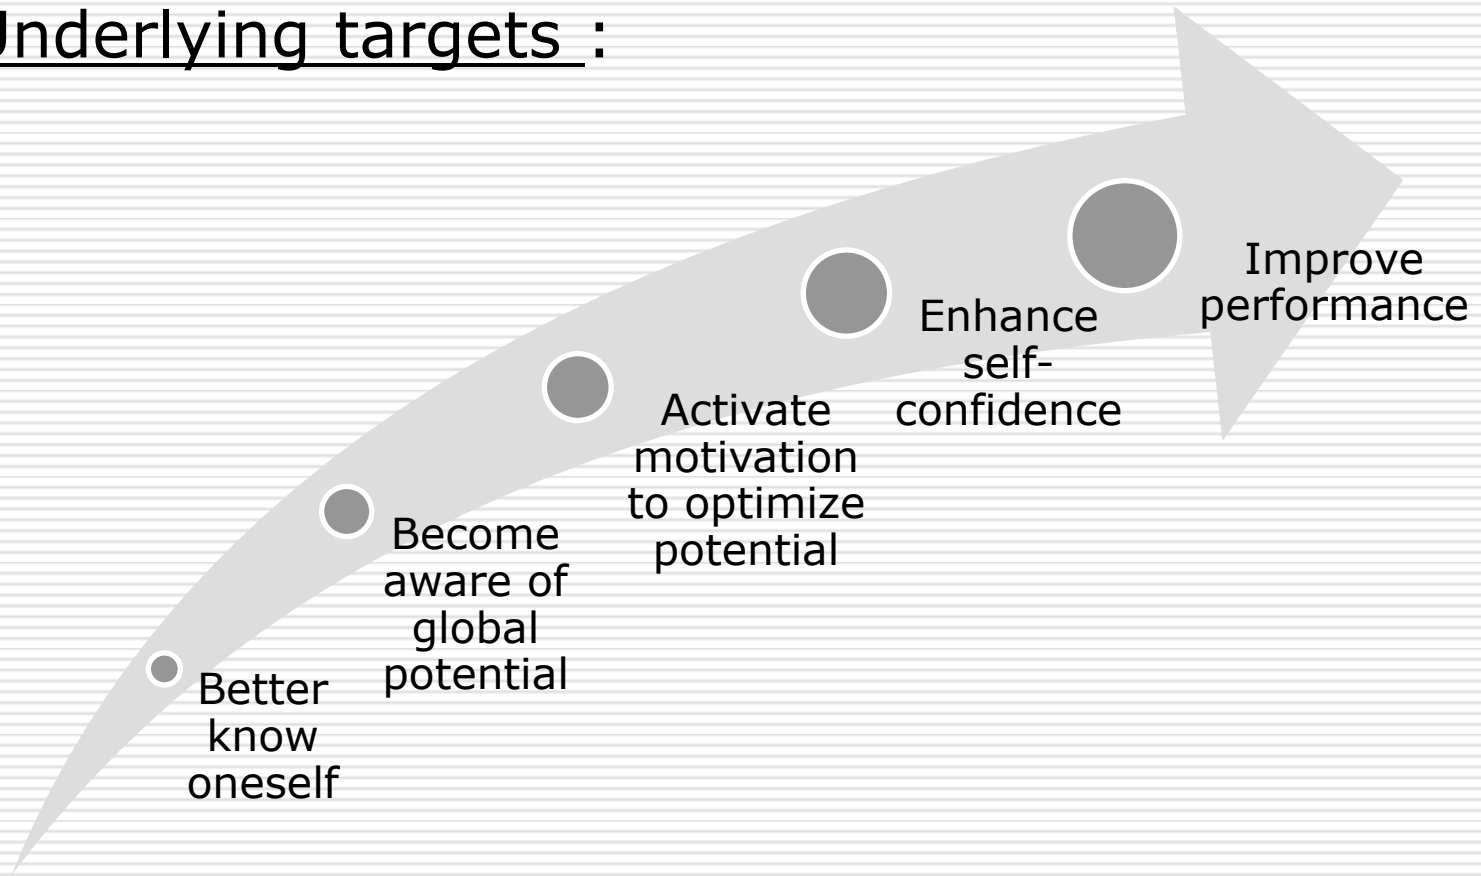 Underlying targets :
Better
know
oneself
Become
aware of
global
potential
Activate
motivation
to optimize
potential
Enhance
self-
confidence
Improve
performance